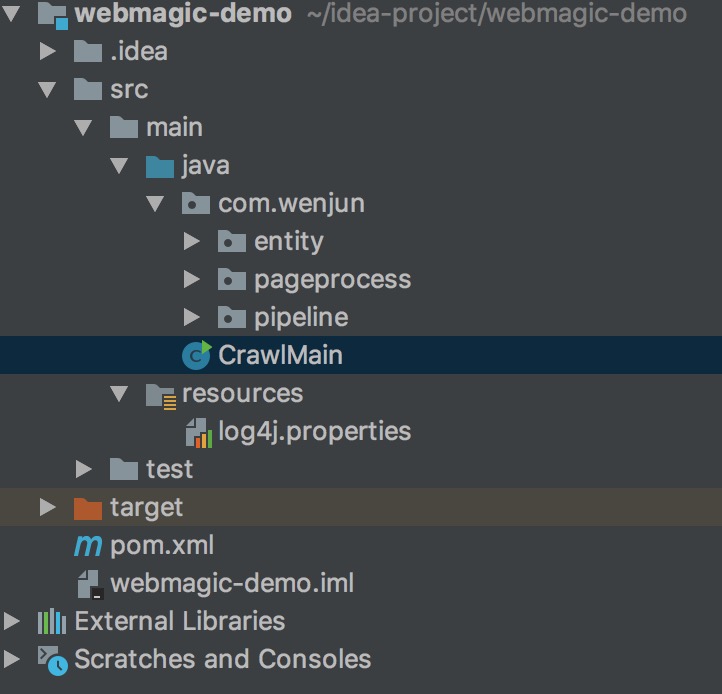 webmagic-demo ~/idea-project/webmagic-demo
.idea
src
main
java
com.wenjun
entity
pageprocess
pipeline
CrawlMain
resources
log4j.properties
test
target
pom.xml
webmagic-demo.iml
External Libraries
Scratches and Consoles